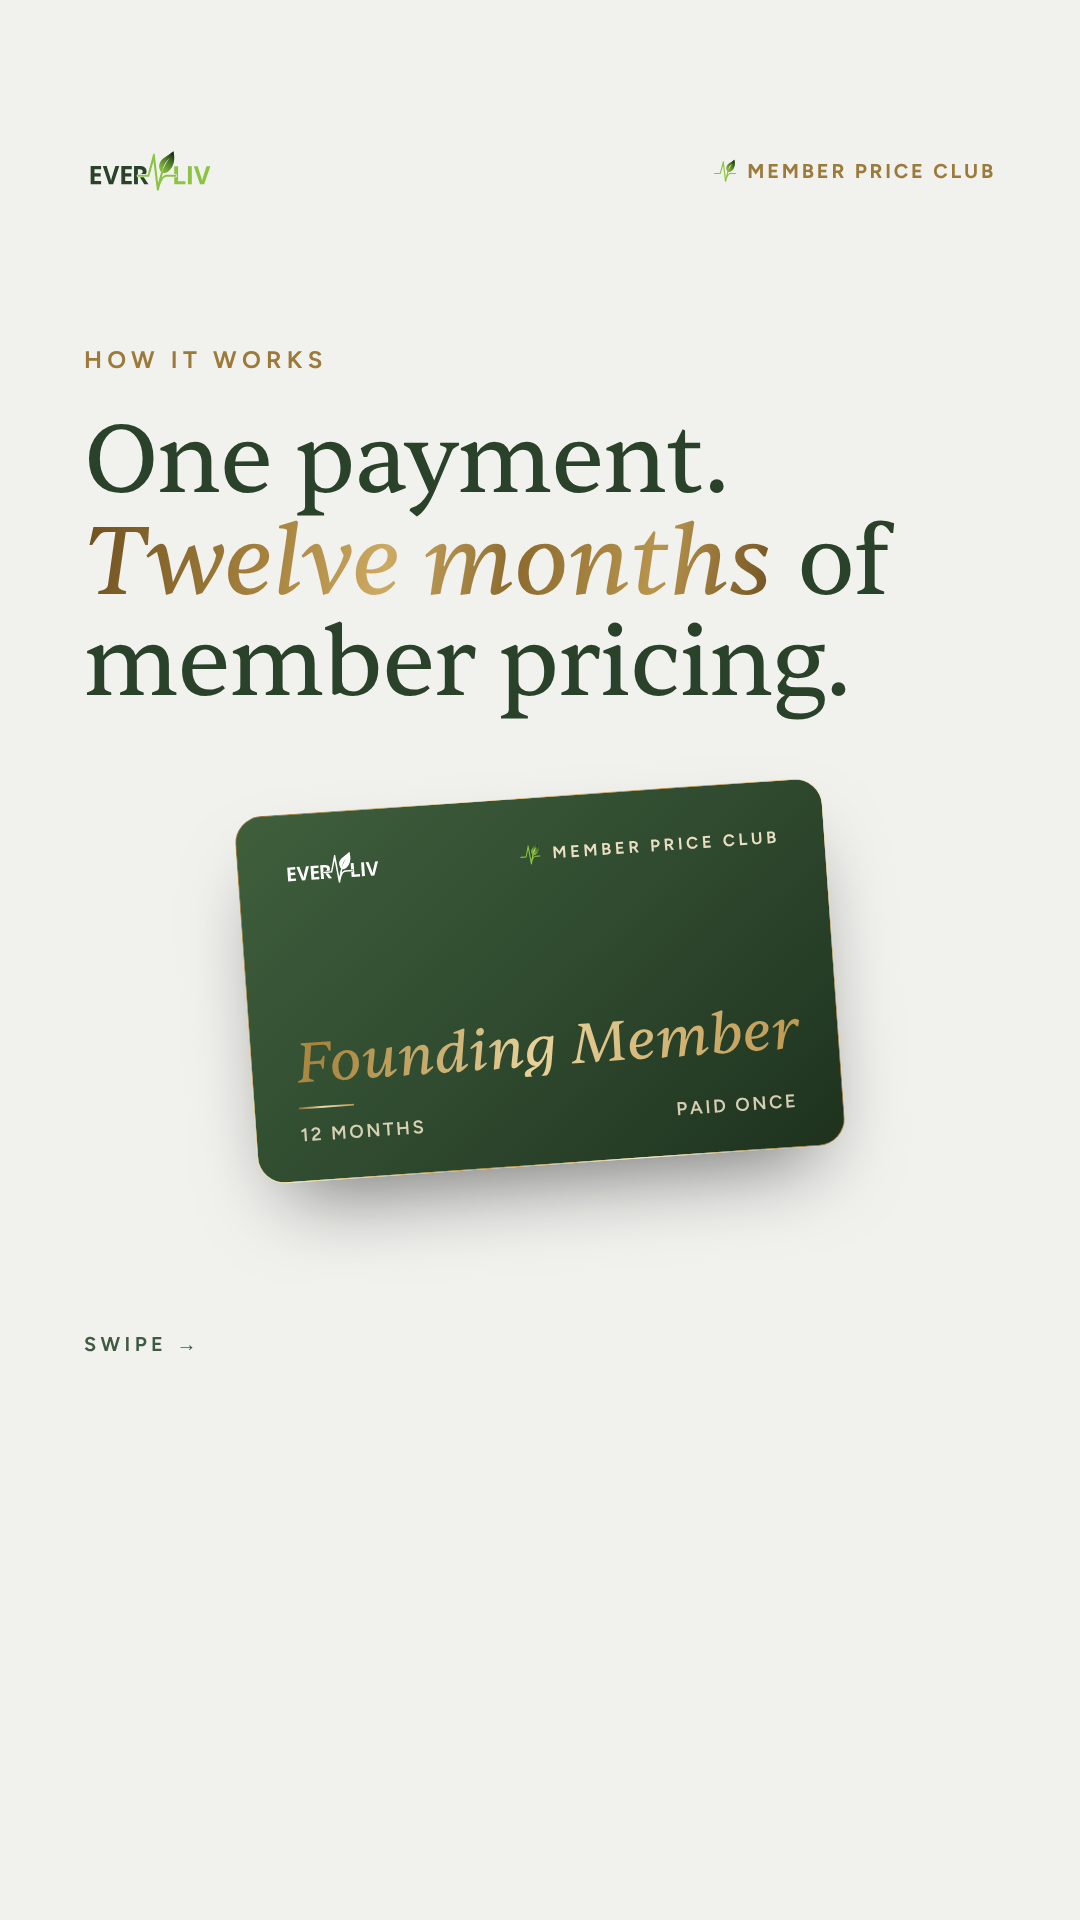 EVERLIV
MEMBER PRICE CLUB
HOW IT WORKS
One payment.
Twelve months of
member pricing.
EVERLIV
MEMBER PRICE CLUB
Founding Member
12 MONTHS
PAID ONCE
SWIPE →